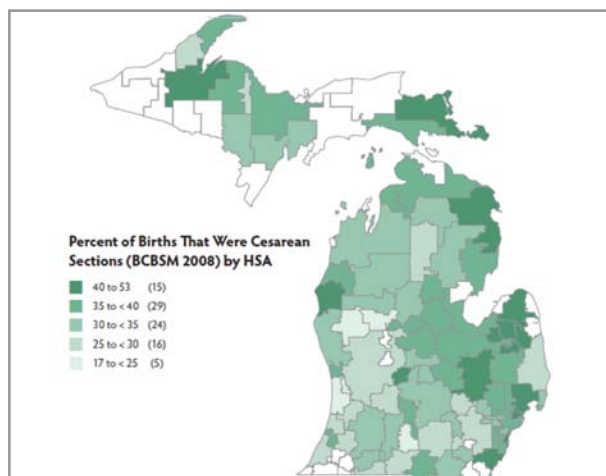 Percent of Births That Were Cesarean
Sections (BCBSM 2008) by HSA
40 to 53 (15)
35 to < 40 (29)
30 to < 35 (24)
25 to < 30 (16)
17 to < 25 (5)